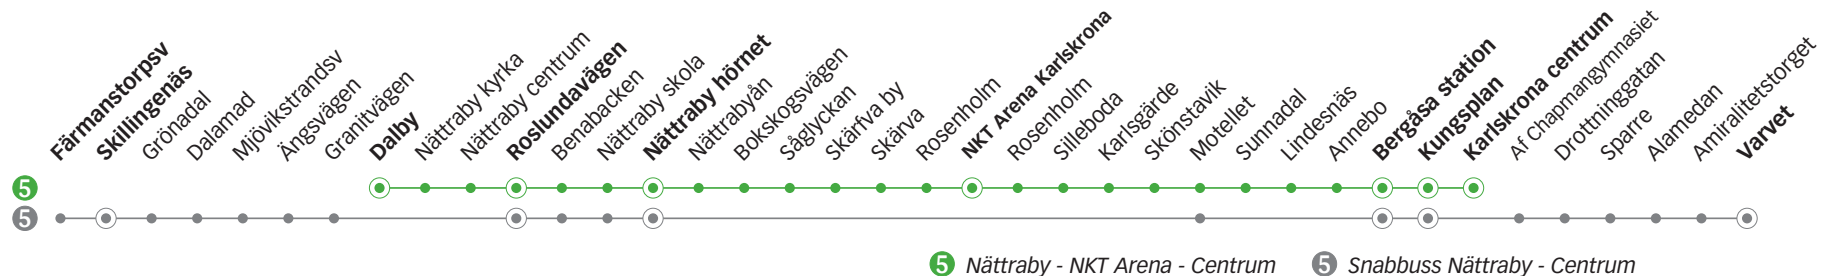 Färmanstorpsv
Skillingenäs
Grönadal
Dalamad
Mjövikstrandsv
Ängsvägen
Granitvägen
Dalby
Nättraby kyrka
Nättraby centrum
Roslundavägen
Benabacken
Nättraby skola
Nättraby hörnet
Nättrabyån
Bokskogsvägen
Såglyckan
Skärfva by
Skärva
Rosenholm
NKT Arena Karlskrona
Rosenholm
Silleboda
Karlsgärde
Skönstavik
Motellet
Sunnadal
Lindesnäs
Annebo
Bergåsa station
Kungsplan
Karlskrona centrum
Af Chapmangymnasiet
Drottninggatan
Sparre
Alamedan
Amiralitetstorget
Varvet
5
5
5 Nättraby - NKT Arena - Centrum
5 Snabbuss Nättraby - Centrum